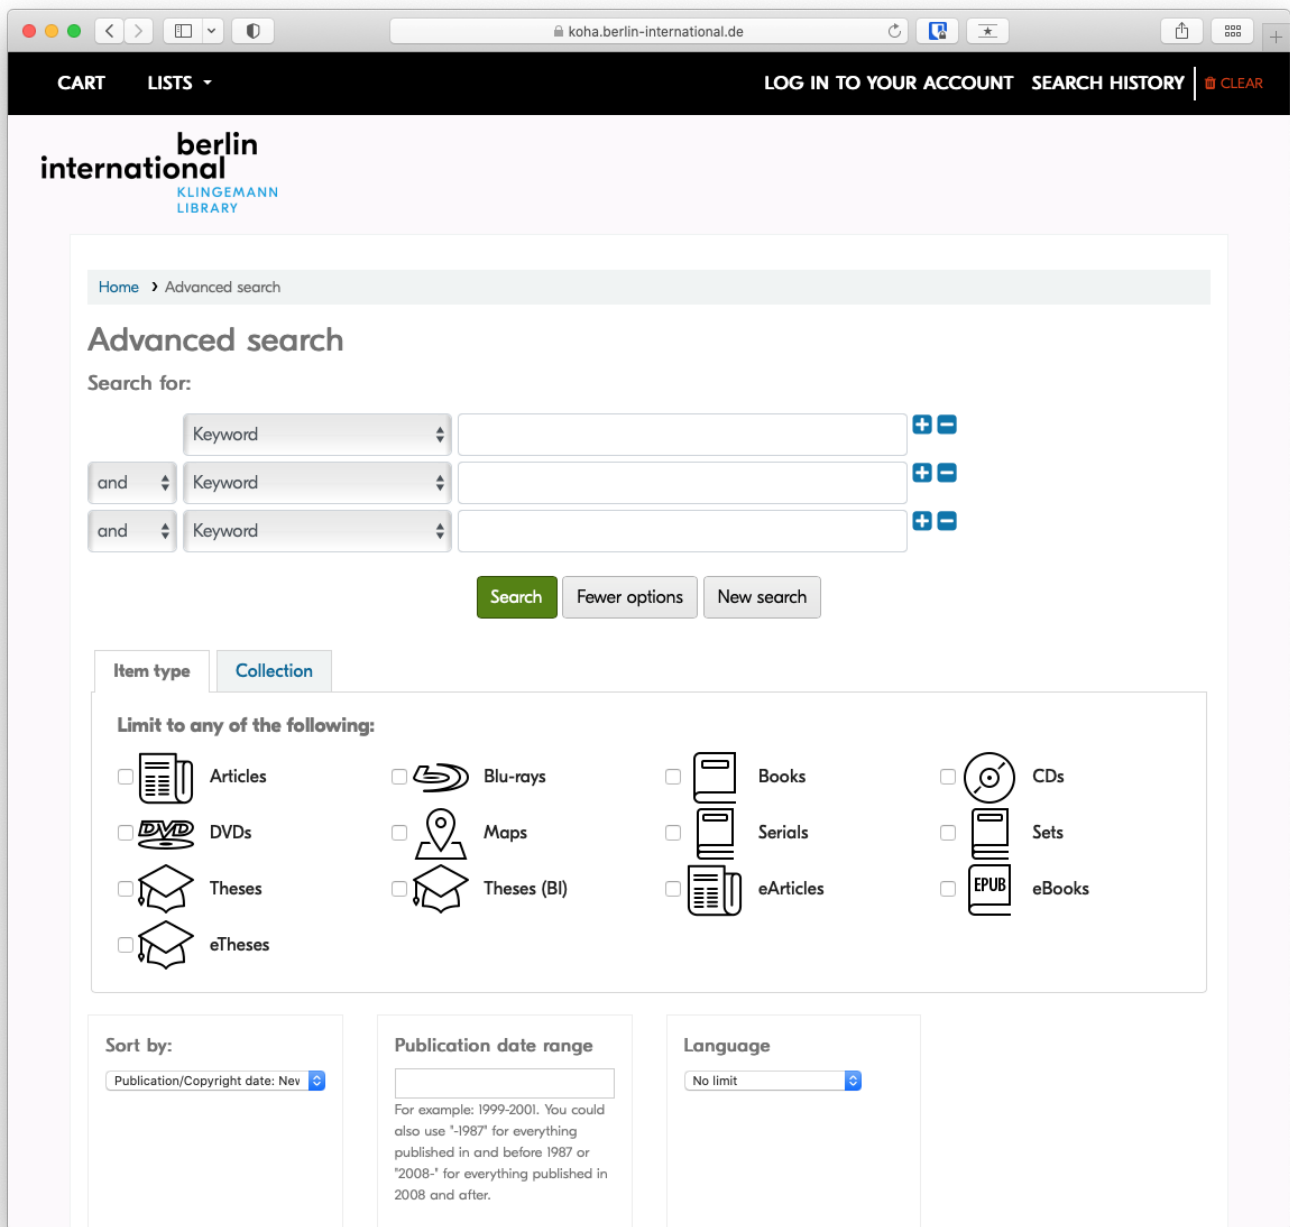 koha.berlin-international.de
CART LISTS LOG IN TO YOUR ACCOUNT SEARCH HISTORY CLEAR
berlin
international
KLINGEMANN
LIBRARY
Home › Advanced search
Advanced search
Search for:
Keyword
and Keyword
and Keyword
Search Fewer options New search
Item type Collection
Limit to any of the following:
Articles Blu-rays Books CDs
DVD DVDs Maps Serials Sets
Theses Theses (BI) eArticles EPUB eBooks
eTheses
Sort by: Publication date range Language
Publication/Copyright date: New No limit
For example: 1999-2001. You could
also use "-1987" for everything
published in and before 1987 or
"2008-" for everything published in
2008 and after.